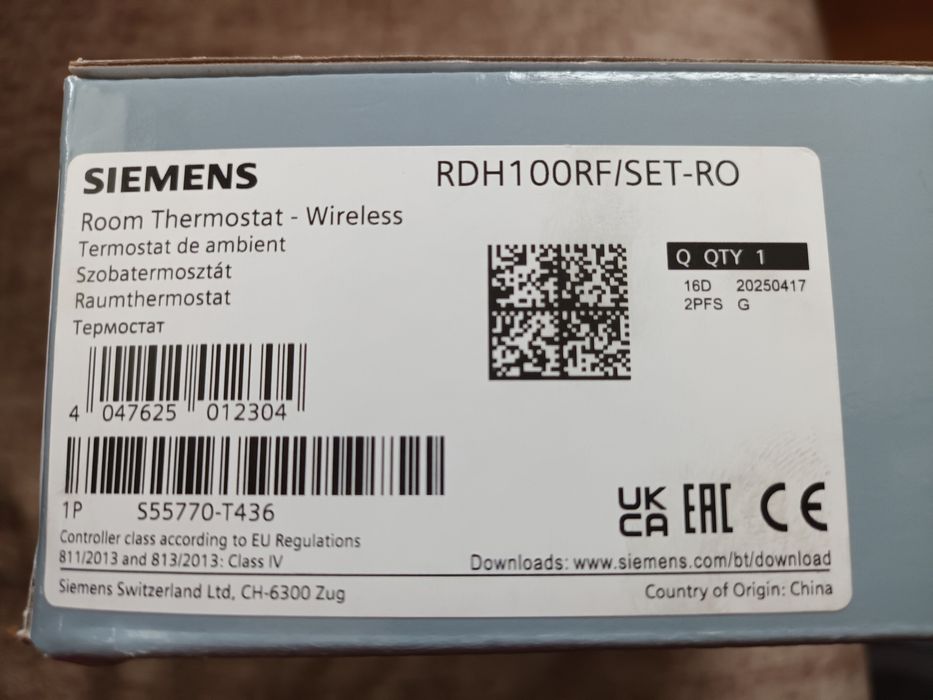 SIEMENS
RDH100RF/SET-RO
Room Thermostat - Wireless
Termostat de ambient
Szobatermosztát
Raumthermostat
Термостат
Q QTY 1
16D 20250417
2PFS G
4 047625 012304
1P S55770-T436
Controller class according to EU Regulations
811/2013 and 813/2013: Class IV
UK
CA
EAC
CE
Downloads: www.siemens.com/bt/download
Siemens Switzerland Ltd, CH-6300 Zug
Country of Origin: China